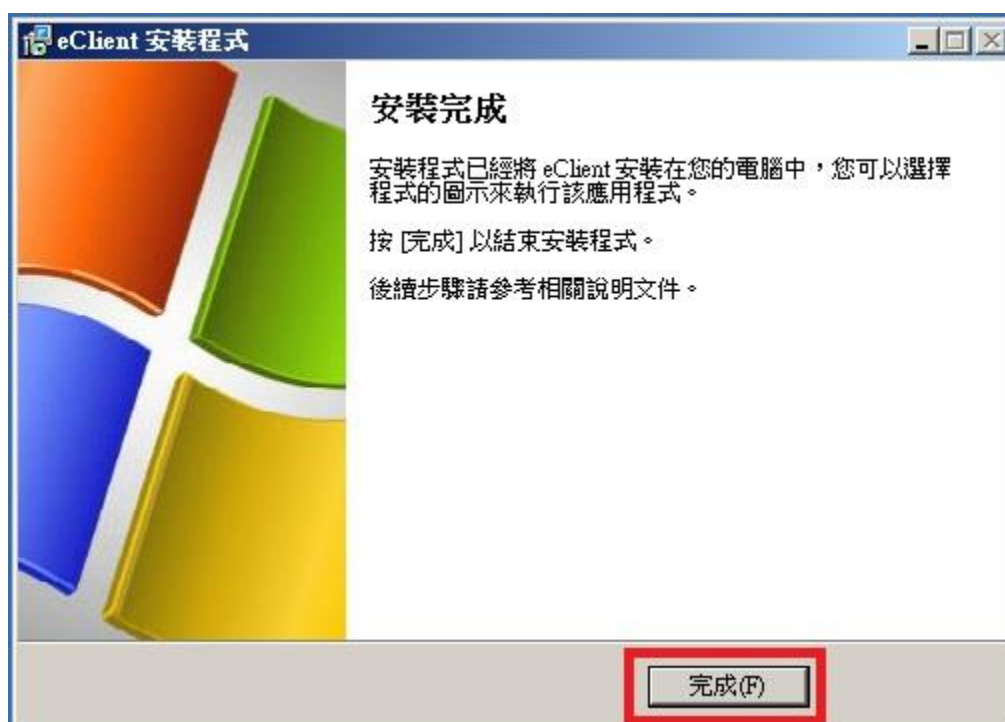 eClient 安裝程式
安裝完成
安裝程式已經將 eClient 安裝在您的電腦中，您可以選擇
程式的圖示來執行該應用程式。
按 [完成] 以結束安裝程式。
後續步驟請參考相關說明文件。
完成(F)